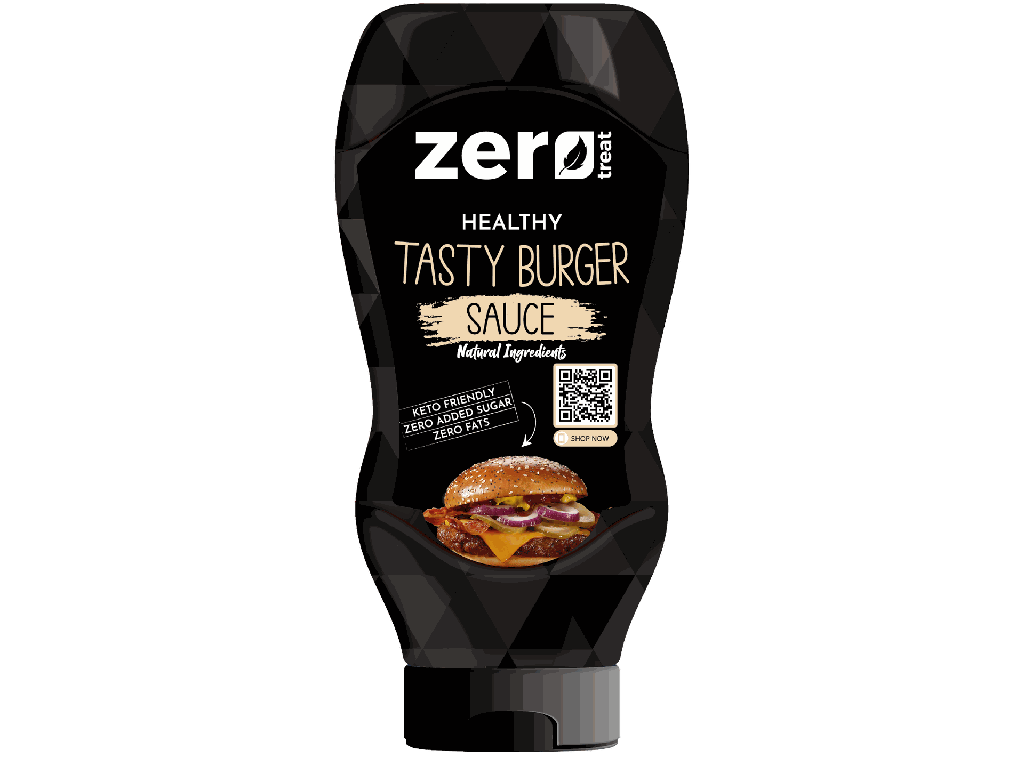 zero treat
HEALTHY
TASTY BURGER
SAUCE
Natural Ingredients
KETO FRIENDLY
ZERO ADDED SUGAR
ZERO FATS
SHOP NOW